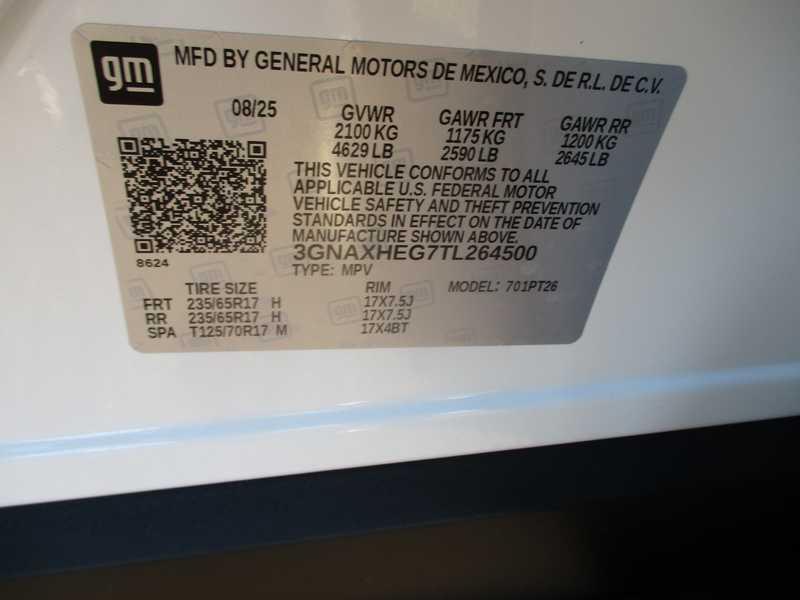 gm
MFD BY GENERAL MOTORS DE MEXICO, S. DE R.L. DE C.V.
08/25 GVWR GAWR FRT GAWR RR
2100 KG 1175 KG 1200 KG
4629 LB 2590 LB 2645 LB
THIS VEHICLE CONFORMS TO ALL
APPLICABLE U.S. FEDERAL MOTOR
VEHICLE SAFETY AND THEFT PREVENTION
STANDARDS IN EFFECT ON THE DATE OF
MANUFACTURE SHOWN ABOVE.
8624
3GNAXHEG7TL264500
TYPE: MPV
TIRE SIZE RIM MODEL: 701PT26
FRT 235/65R17 H 17X7.5J
RR 235/65R17 H 17X7.5J
SPA T125/70R17 M 17X4BT